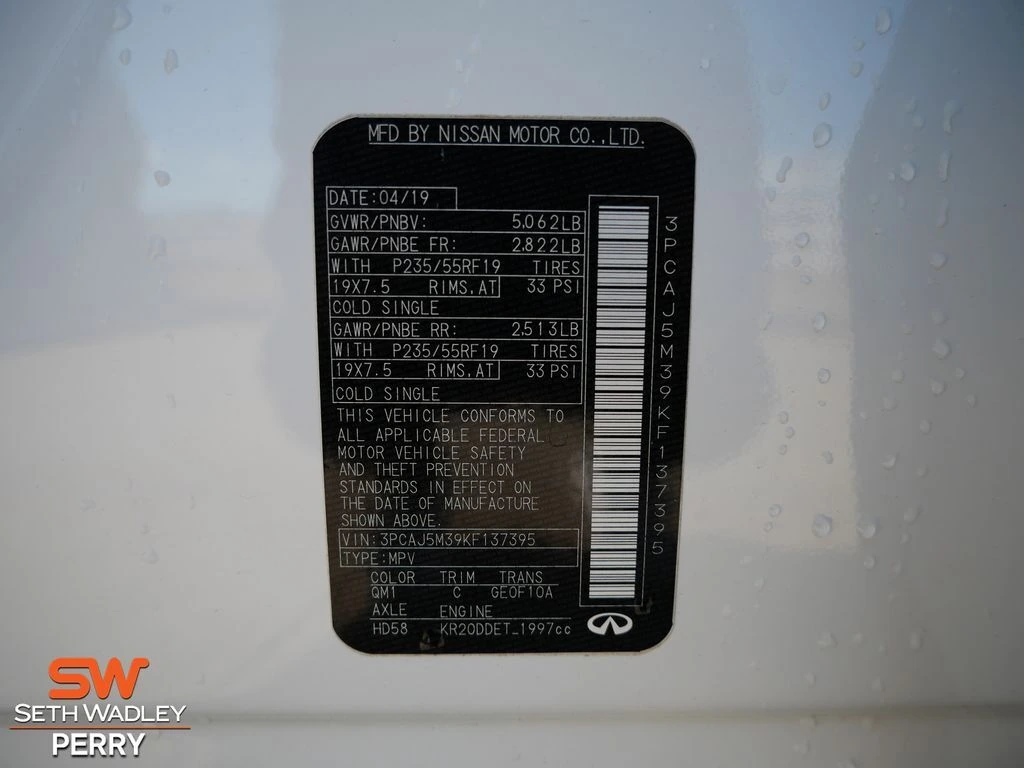 MFD BY NISSAN MOTOR CO.,LTD.
DATE:04/19
GVWR/PNBV: 5,062LB
GAWR/PNBE FR: 2,822LB
WITH P235/55RF19 TIRES
19X7.5 RIMS,AT 33 PSI
COLD SINGLE
GAWR/PNBE RR: 2,513LB
WITH P235/55RF19 TIRES
19X7.5 RIMS,AT 33 PSI
COLD SINGLE
THIS VEHICLE CONFORMS TO
ALL APPLICABLE FEDERAL
MOTOR VEHICLE SAFETY
AND THEFT PREVENTION
STANDARDS IN EFFECT ON
THE DATE OF MANUFACTURE
SHOWN ABOVE.
VIN:3PCAJ5M39KF137395
TYPE:MPV
COLOR TRIM TRANS
QM1 C GE0F10A
AXLE ENGINE
HD58 KR20DDET_1997cc
3PCAJ5M39KF137395
SW
SETH WADLEY
PERRY